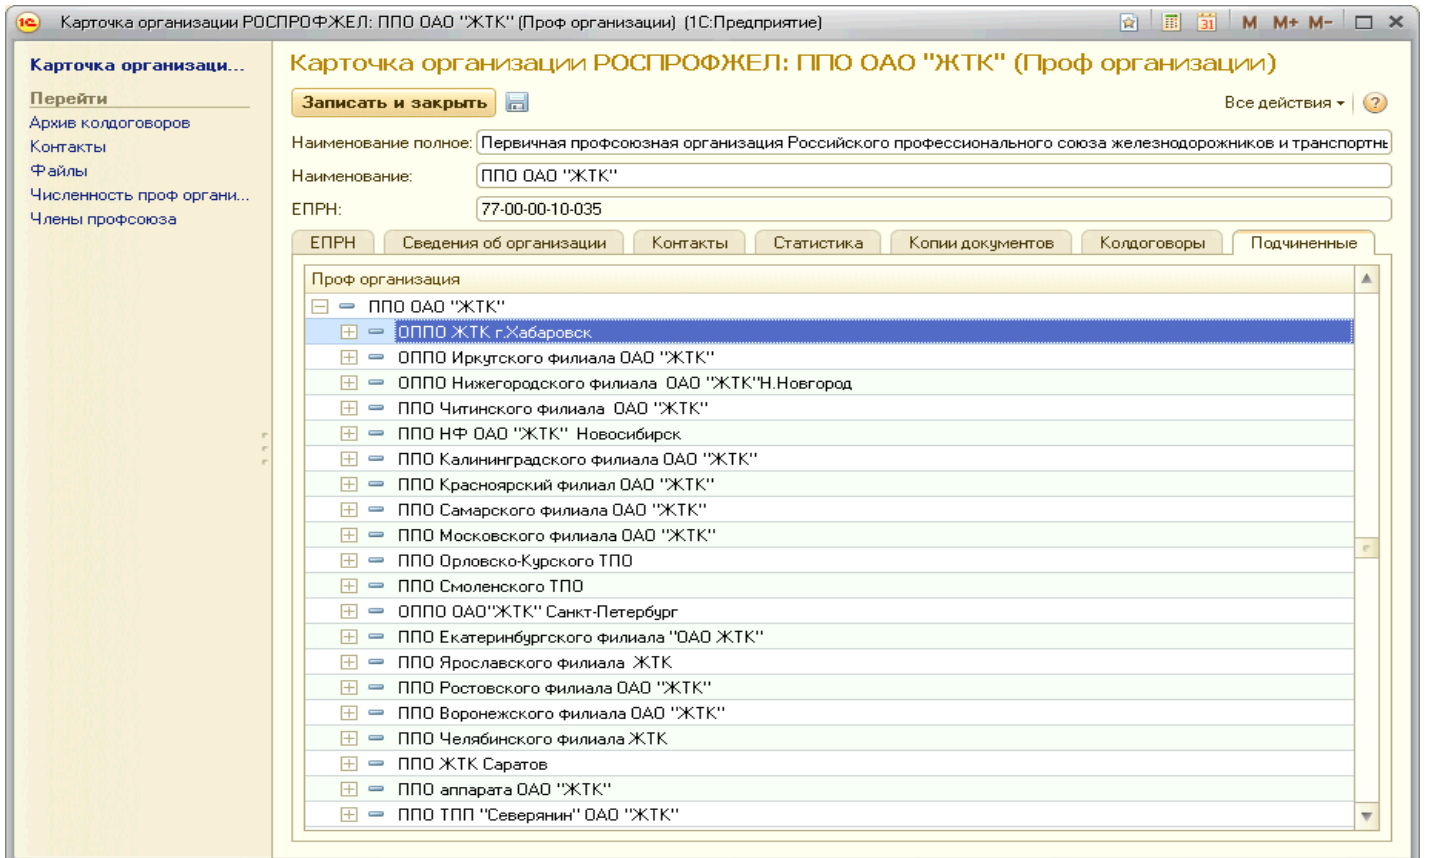 Карточка организации РОСПРОФЖЕЛ: ППО ОАО "ЖТК" (Проф организации) (1С:Предприятие)
M M+ M-
Карточка организаци...
Перейти
Архив колдоговоров
Контакты
Файлы
Численность проф органи...
Члены профсоюза
Карточка организации РОСПРОФЖЕЛ: ППО ОАО "ЖТК" (Проф организации)
Записать и закрыть
Все действия
Наименование полное: Первичная профсоюзная организация Российского профессионального союза железнодорожников и транспортны
Наименование: ППО ОАО "ЖТК"
ЕПРН: 77-00-00-10-035
ЕПРН Сведения об организации Контакты Статистика Копии документов Колдоговоры Подчиненные
Проф организация
ППО ОАО "ЖТК"
ОППО ЖТК г.Хабаровск
ОППО Иркутского филиала ОАО "ЖТК"
ОППО Нижегородского филиала ОАО "ЖТК"Н.Новгород
ППО Читинского филиала ОАО "ЖТК"
ППО НФ ОАО "ЖТК" Новосибирск
ППО Калининградского филиала ОАО "ЖТК"
ППО Красноярский филиал ОАО "ЖТК"
ППО Самарского филиала ОАО "ЖТК"
ППО Московского филиала ОАО "ЖТК"
ППО Орловско-Курского ТПО
ППО Смоленского ТПО
ОППО ОАО"ЖТК" Санкт-Петербург
ППО Екатеринбургского филиала "ОАО ЖТК"
ППО Ярославского филиала ЖТК
ППО Ростовского филиала ОАО "ЖТК"
ППО Воронежского филиала ОАО "ЖТК"
ППО Челябинского филиала ЖТК
ППО ЖТК Саратов
ППО аппарата ОАО "ЖТК"
ППО ТПП "Северянин" ОАО "ЖТК"